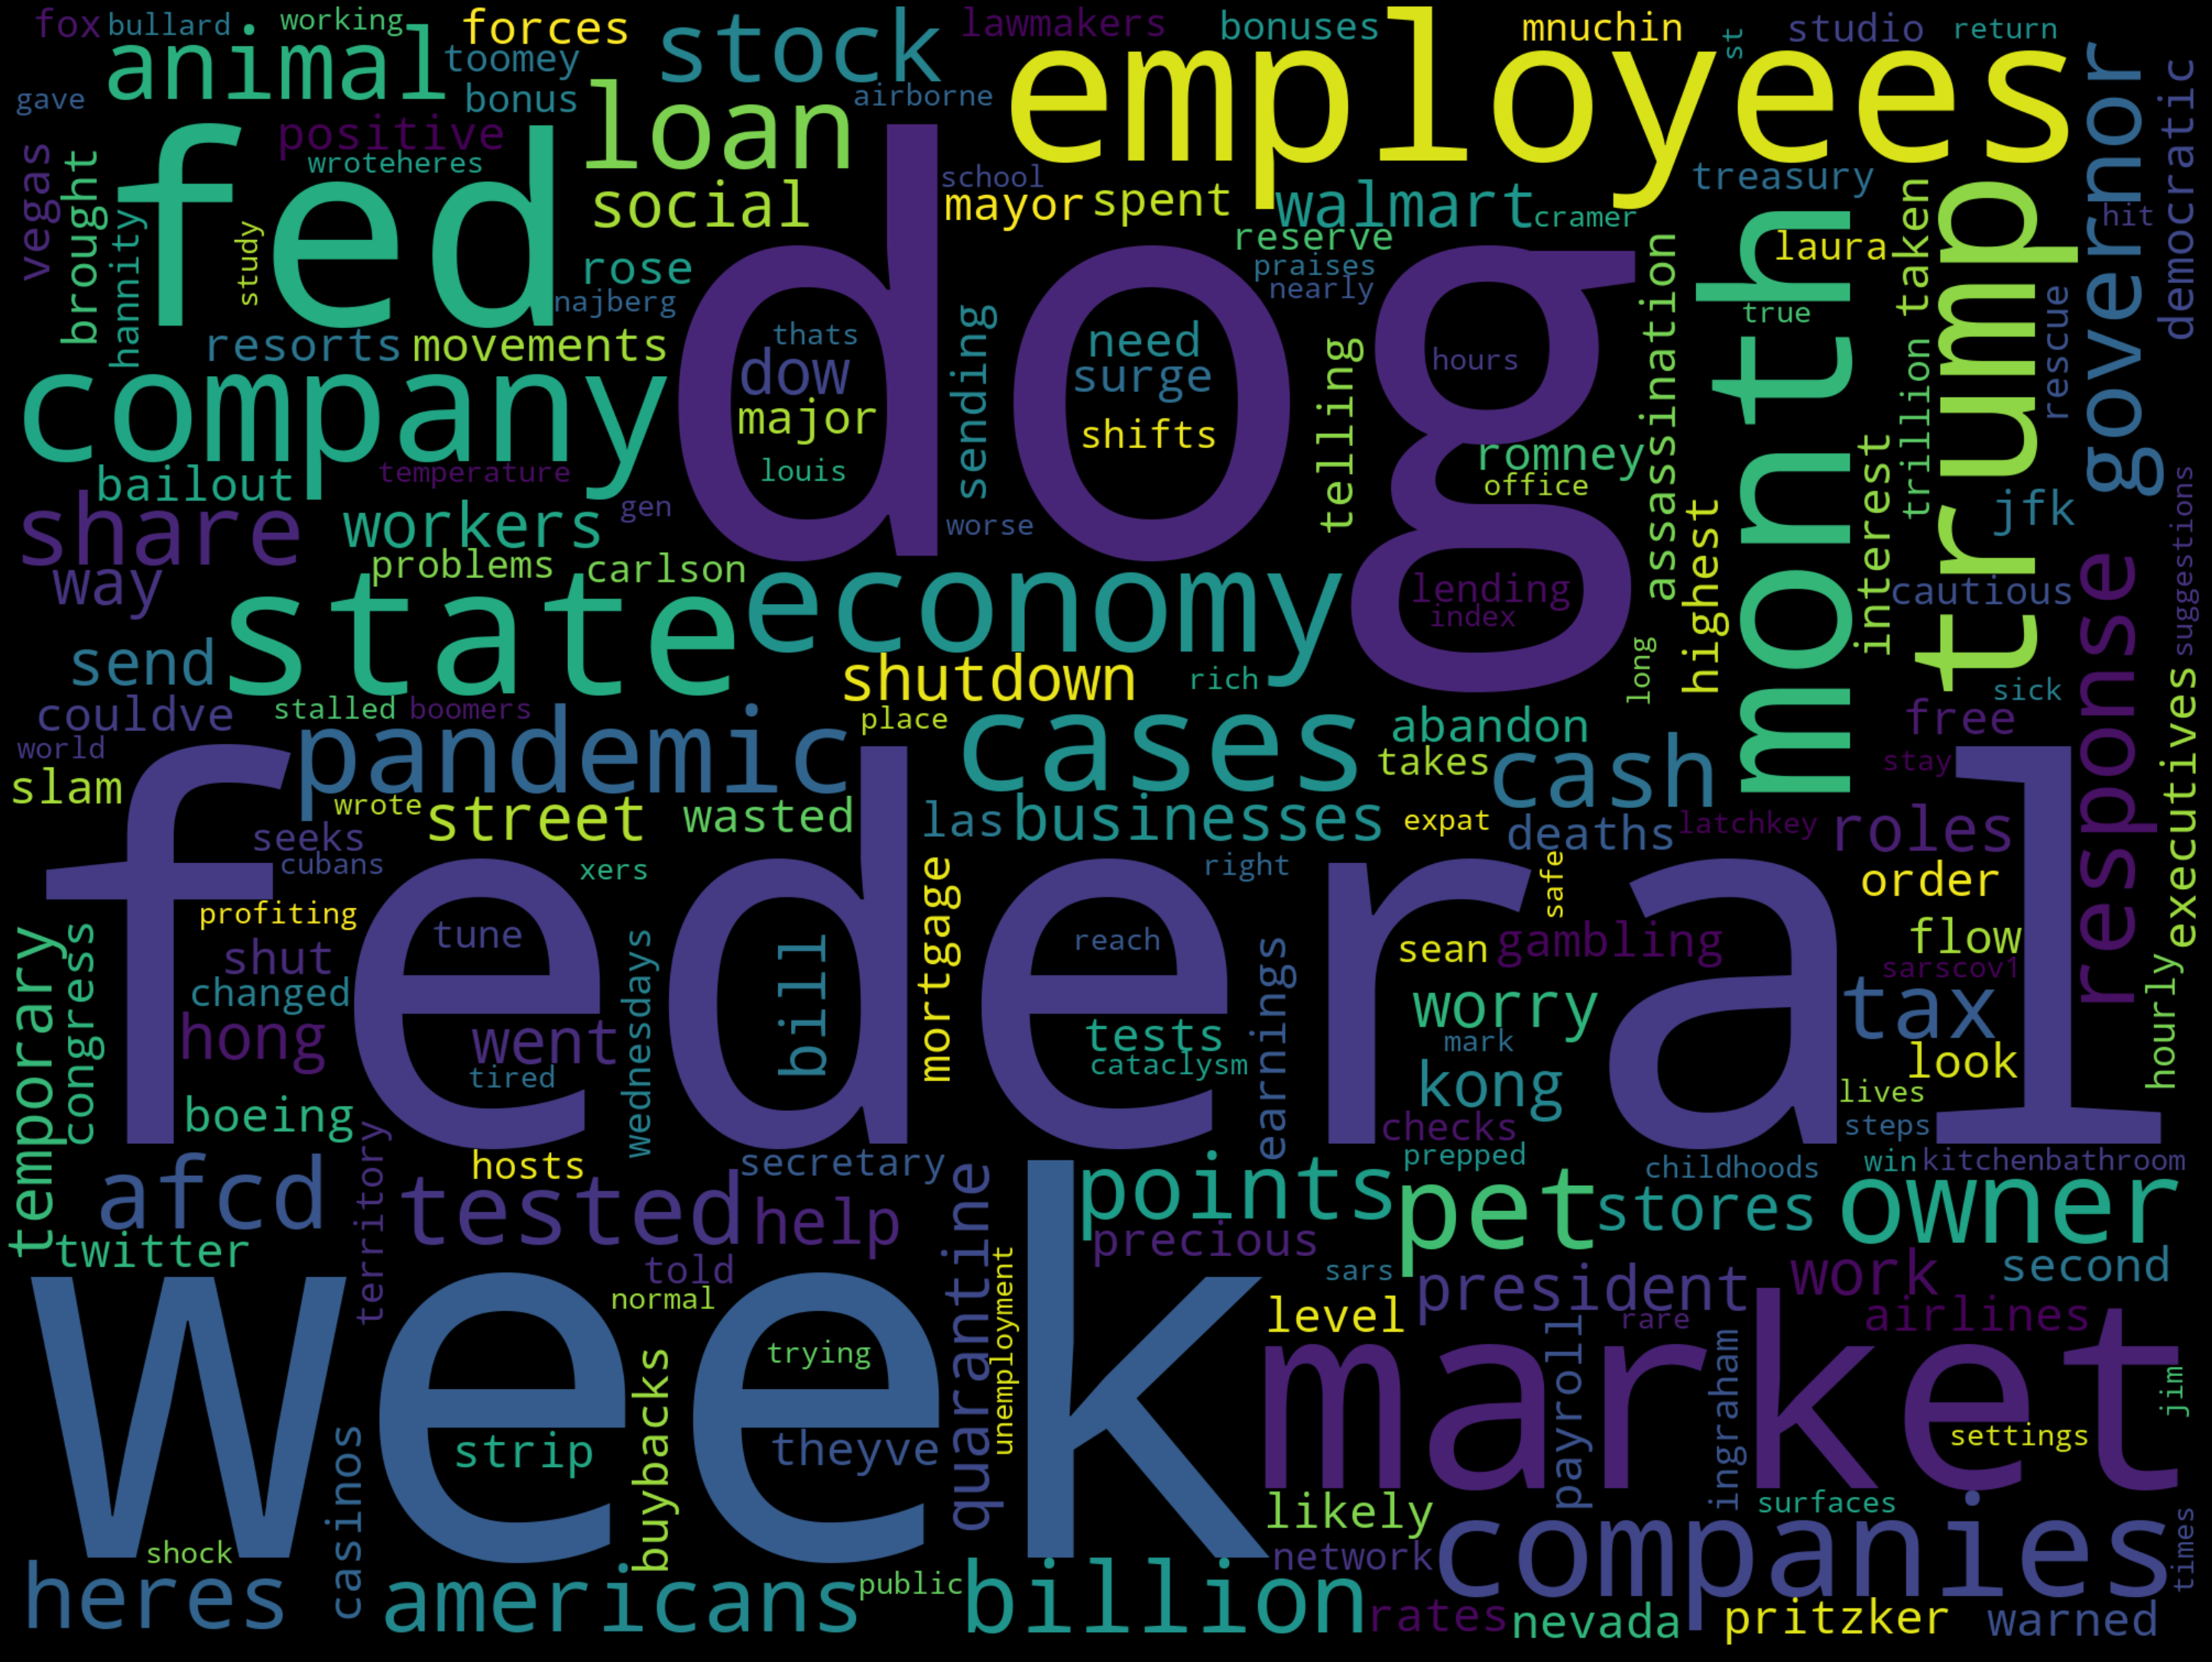 fox bullard working forces stock lawmakers bonuses mnuchin st studio return
animal toomey employees governor democratic
gave bonus loan airborne
vegas brought fed positive wroteheres hannity study
social school mayor spent walmart cramer treasury month trump taken hit
reserve laura
rose najberg dog praises nearly true rescue
resorts movements thats dow sending need surge telling hours assassination trillion
company major shifts
bailout temperature louis romney office interest jfk suggestions
share workers gen worse highest
way problems carlson economy lending index cautious response
state
send shutdown rich long sick
couldve stalled boomers place abandon free executives
world pandemic cases takes cash stay
slam wrote street wasted las businesses expat deaths latchkey roles
seeks cubans xers right safe order
federal
profiting tune mortgage reach sean gambling flow
temporary congress shut wednesdays bill earnings sarscov1 hourly
changed worry tax
hong went tests mark look
tired cataclysm kong lives
boeing checks steps
territory hosts secretary prepped childhoods win kitchenbathroom
afcd tested help quarantine points pet stores owner
twitter precious
told unemployment sars president work second
week normal level rare airlines
trying buybacks market payroll ingraham jim
casinos strip theyve settings
likely surfaces
shock network companies times
heres americans public billion rates nevada pritzker warned